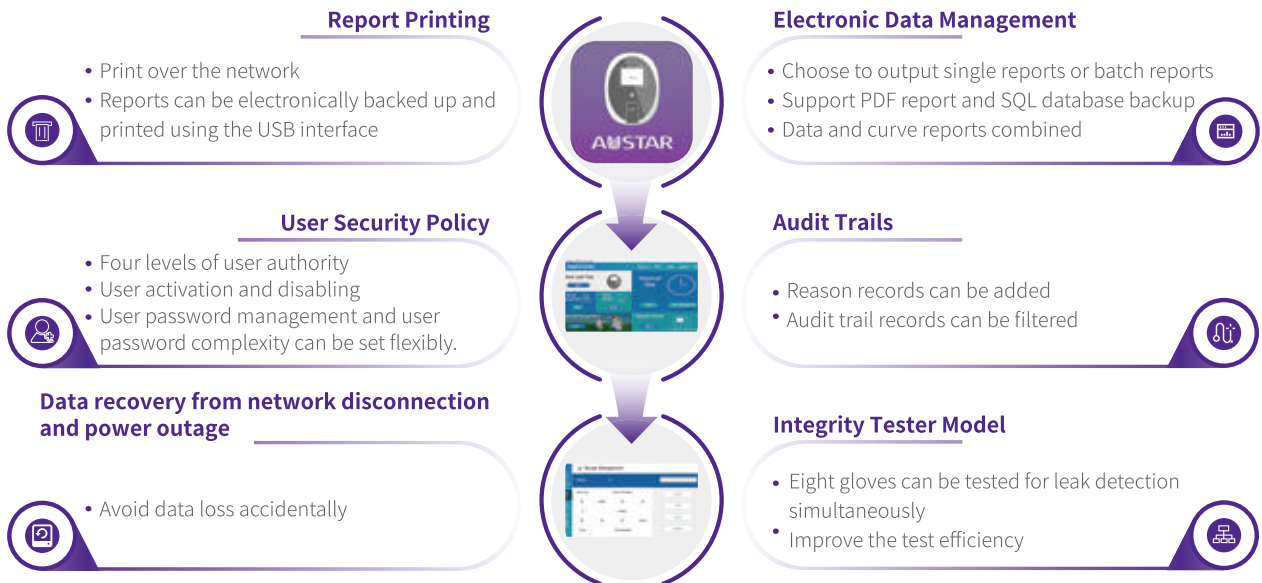 Report Printing
• Print over the network
• Reports can be electronically backed up and
printed using the USB interface
AUSTAR
Electronic Data Management
• Choose to output single reports or batch reports
• Support PDF report and SQL database backup
• Data and curve reports combined
User Security Policy
• Four levels of user authority
• User activation and disabling
• User password management and user
password complexity can be set flexibly.
Audit Trails
• Reason records can be added
• Audit trail records can be filtered
Data recovery from network disconnection
and power outage
• Avoid data loss accidentally
Integrity Tester Model
• Eight gloves can be tested for leak detection
simultaneously
• Improve the test efficiency